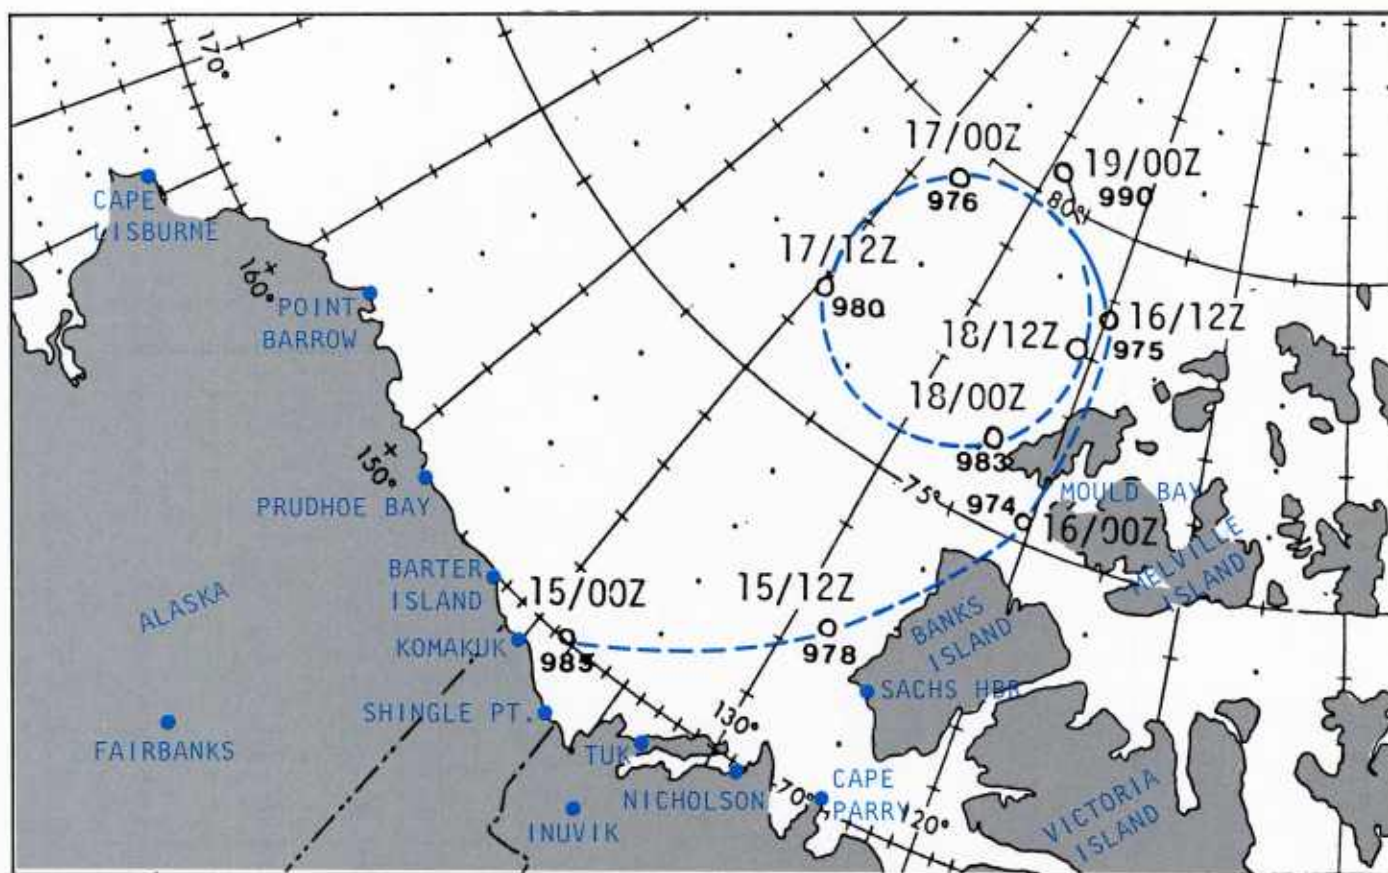 170°
17/00Z
19/00Z
990
976
80°
CAPE
LISBURNE
160°
17/12Z
980
POINT
BARROW
16/12Z
975
18/12Z
18/00Z
983
150°
75°
974
MOULD BAY
16/00Z
PRUDHOE BAY
MELVILLE
ISLAND
BARTER
ISLAND
15/00Z
15/12Z
ALASKA
KOMAKUK
985
978
BANKS
ISLAND
SACHS HBR
SHINGLE PT.
130°
FAIRBANKS
TUK
NICHOLSON
70°
CAPE
PARRY
120°
INUVIK
VICTORIA
ISLAND